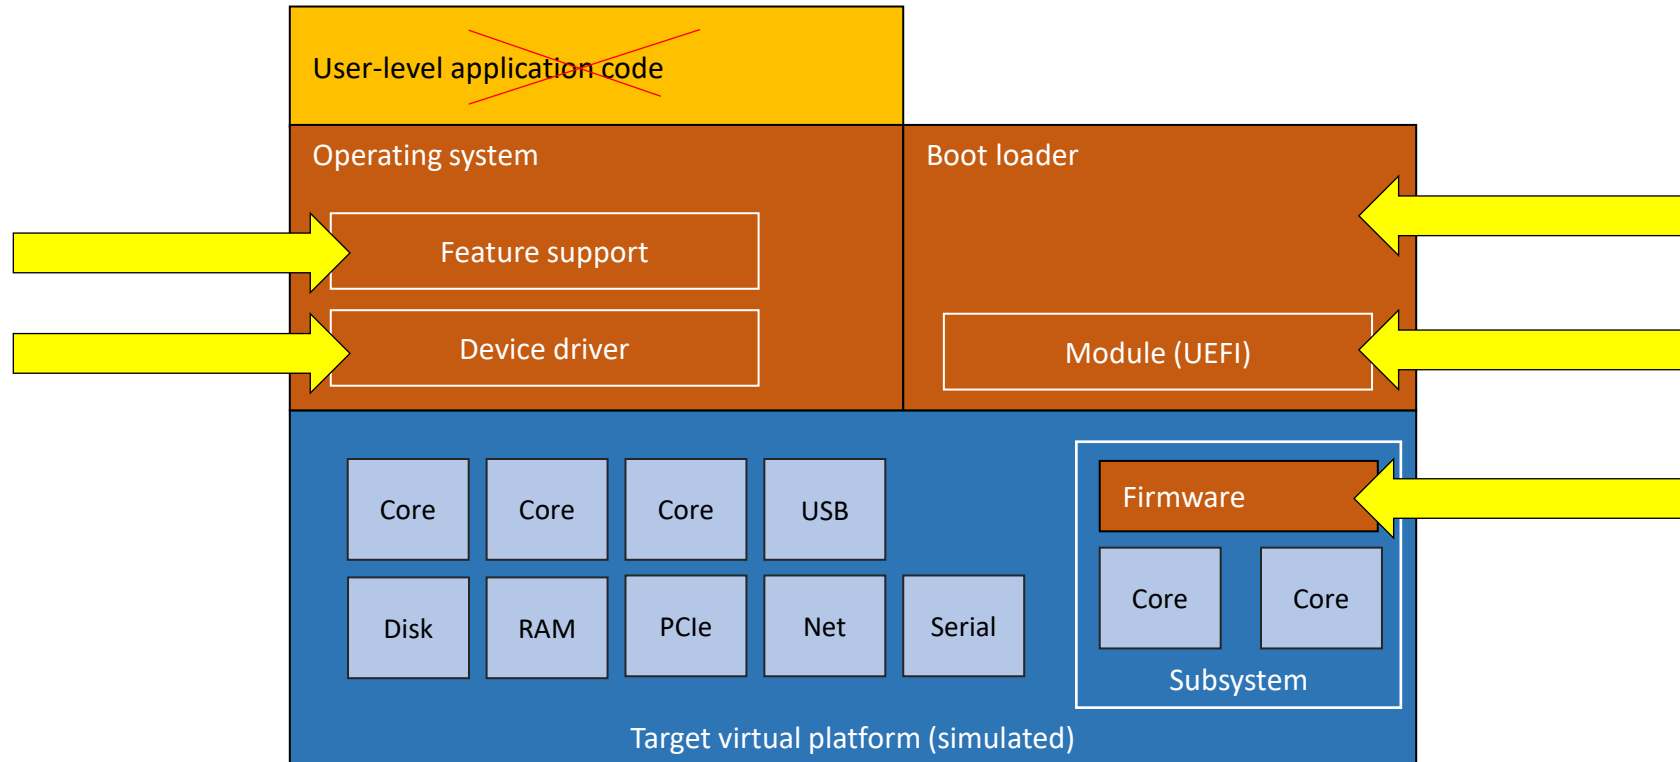 User-level application code
Operating system
Boot loader
Feature support
Device driver
Module (UEFI)
Core
Core
Core
USB
Firmware
Disk
RAM
PCIe
Net
Serial
Core
Core
Subsystem
Target virtual platform (simulated)